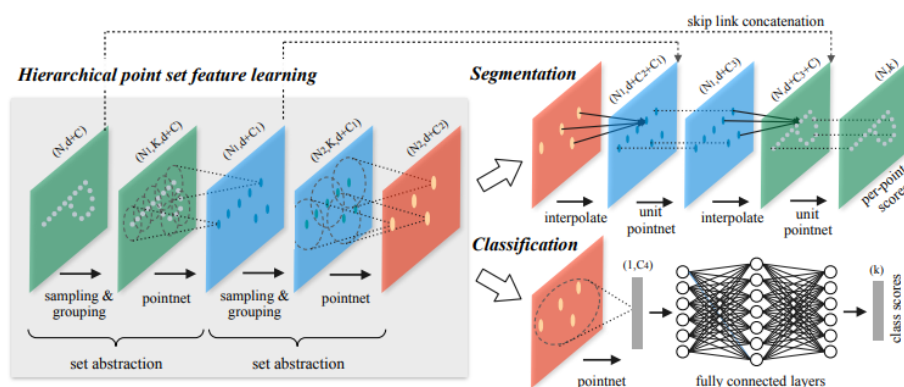 skip link concatenation
Hierarchical point set feature learning
(N,d+C)
(N1,K,d+C)
(N1,d+C1)
(N2,K,d+C1)
(N2,d+C2)
sampling &
grouping
pointnet
sampling &
grouping
pointnet
set abstraction
set abstraction
Segmentation
(N1,d+C2+C1)
(N1,d+C3)
(N,d+C3+C)
(N,k)
interpolate
unit
pointnet
interpolate
unit
pointnet
per-point
scores
Classification
(1,C4)
(k)
class scores
pointnet
fully connected layers